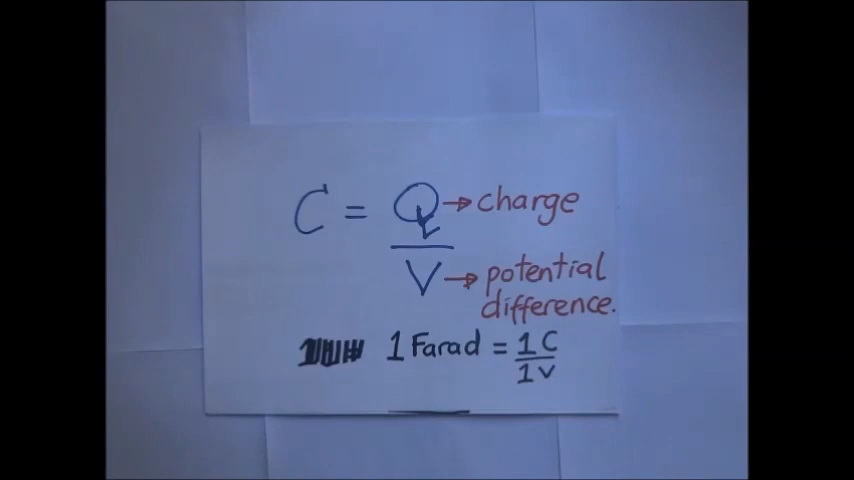 C = Q → charge
V → potential
difference.
1 Farad = 1 C
1 V